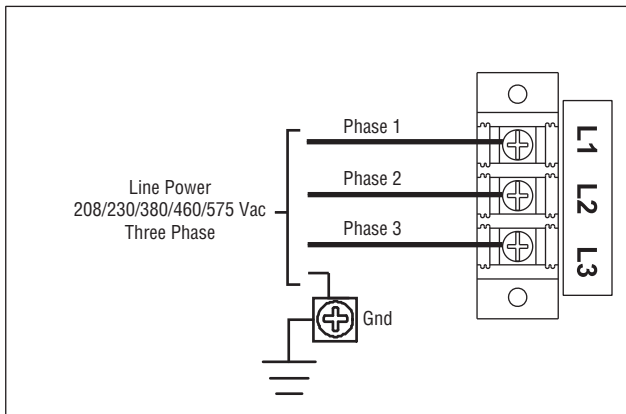 Phase 1
Phase 2
Phase 3
Line Power
208/230/380/460/575 Vac
Three Phase
Gnd
L1
L2
L3